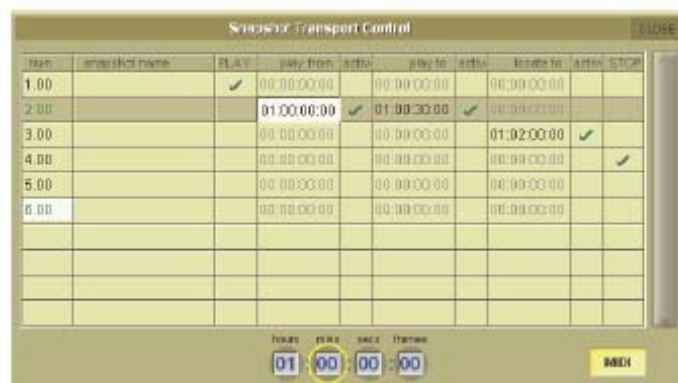 Snapshot Transport Control CLOSE
num snapshot name PLAY play from activ play to activ locate to activ STOP
1.00 00:00:00:00 00:00:00:00 00:00:00:00
2.00 01:00:00:00 01:00:30:00 00:00:00:00
3.00 00:00:00:00 00:00:00:00 01:02:00:00
4.00 00:00:00:00 00:00:00:00 00:00:00:00
5.00 00:00:00:00 00:00:00:00 00:00:00:00
6.00 00:00:00:00 00:00:00:00 00:00:00:00
hours mins secs frames
01 : 00 : 00 : 00 MIDI